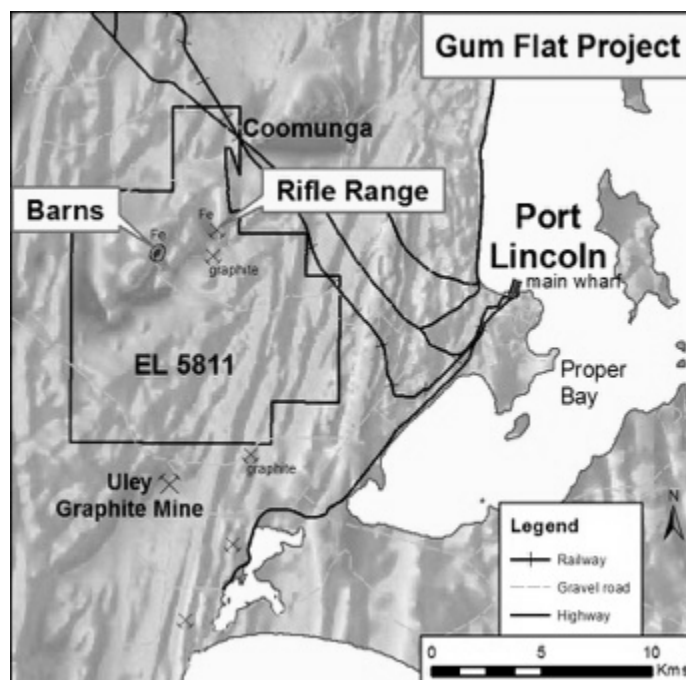 Gum Flat Project
Coomunga
Rifle Range
Barns
Fe
Fe
graphite
Port
Lincoln
main wharf
EL 5811
Proper
Bay
graphite
Uley
Graphite Mine
N
Legend
Railway
Gravel road
Highway
0 5 10
Kms